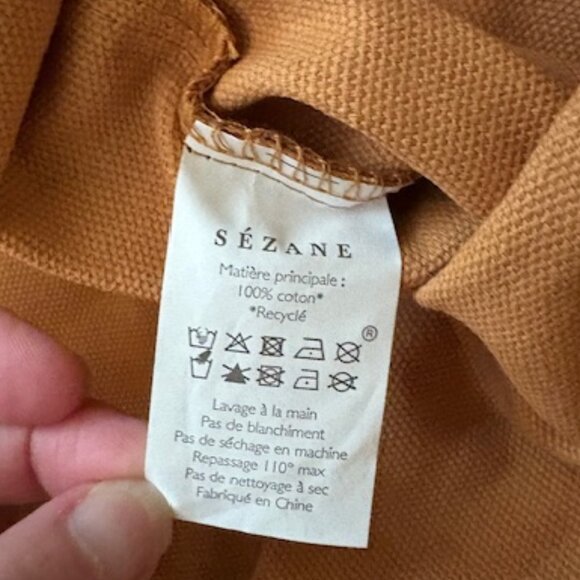 SÉZANE
Matière principale :
100% coton*
*Recyclé
®
Lavage à la main
Pas de blanchiment
Pas de séchage en machine
Repassage 110° max
Pas de nettoyage à sec
Fabriqué en Chine